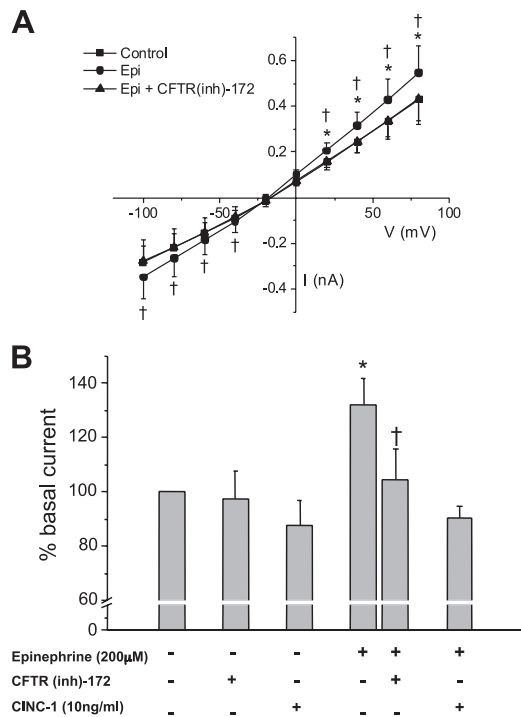 A
Control
Epi
Epi + CFTR(inh)-172
† * † * † * † *
0.6
0.4
0.2
-100 -50 50 100
V (mV)
-0.2
-0.4
I (nA)
† † † †
B
% basal current
140
120
100
80
60
0
* †
Epinephrine (200µM) - - - + + +
CFTR (inh)-172 - + - - + -
CINC-1 (10ng/ml) - - + - - +